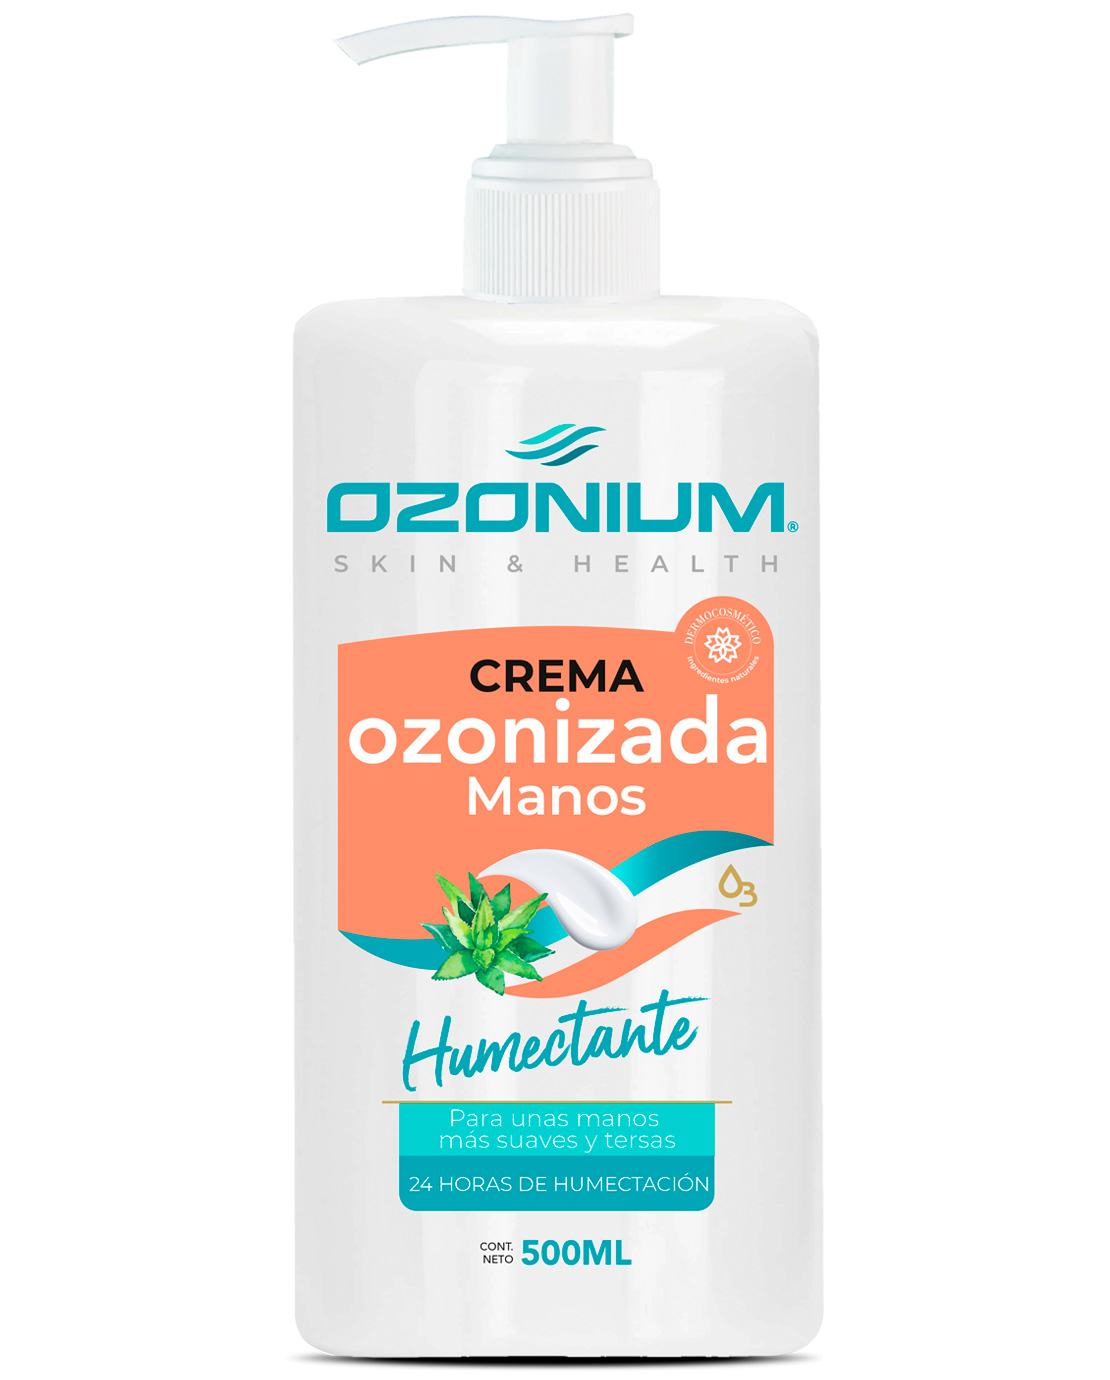 OZONIUM®
SKIN & HEALTH
DERMOCOSMÉTICO
ingredientes naturales
CREMA
ozonizada
Manos
O3
Humectante
Para unas manos
más suaves y tersas
24 HORAS DE HUMECTACIÓN
CONT.
NETO 500ML